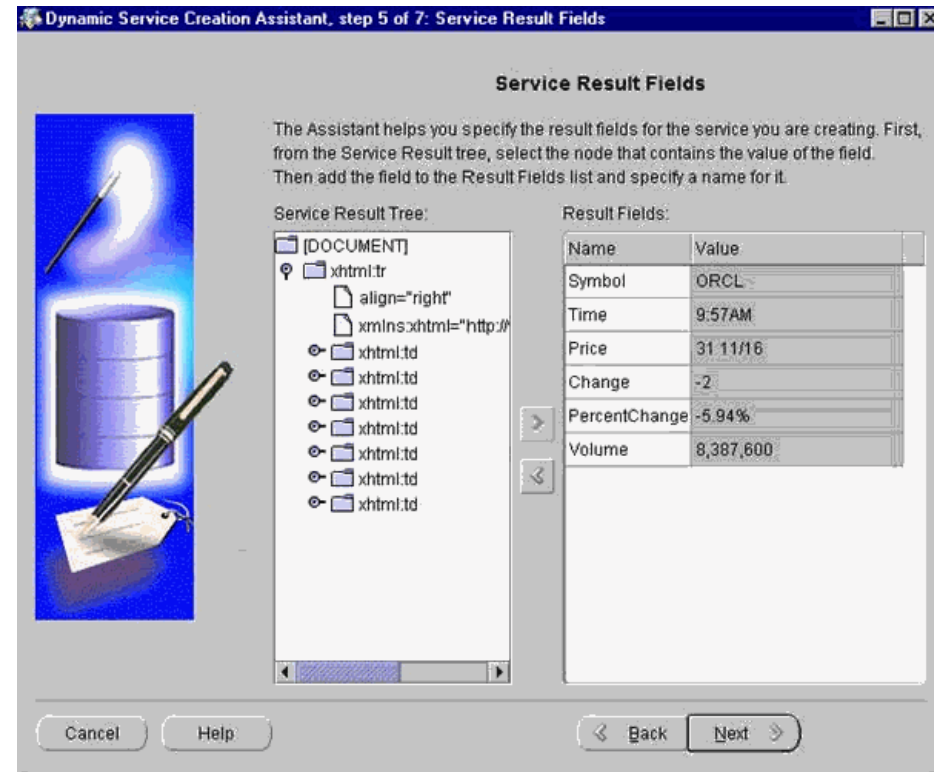 Dynamic Service Creation Assistant, step 5 of 7: Service Result Fields
Service Result Fields
The Assistant helps you specify the result fields for the service you are creating. First,
from the Service Result tree, select the node that contains the value of the field.
Then add the field to the Result Fields list and specify a name for it.
Service Result Tree:
[DOCUMENT]
xhtml:tr
align="right"
xmlns:xhtml="http://
xhtml:td
xhtml:td
xhtml:td
xhtml:td
xhtml:td
xhtml:td
xhtml:td
Result Fields:
Name Value
Symbol ORCL
Time 9:57AM
Price 31 11/16
Change -2
PercentChange -5.94%
Volume 8,387,600
Cancel Help Back Next